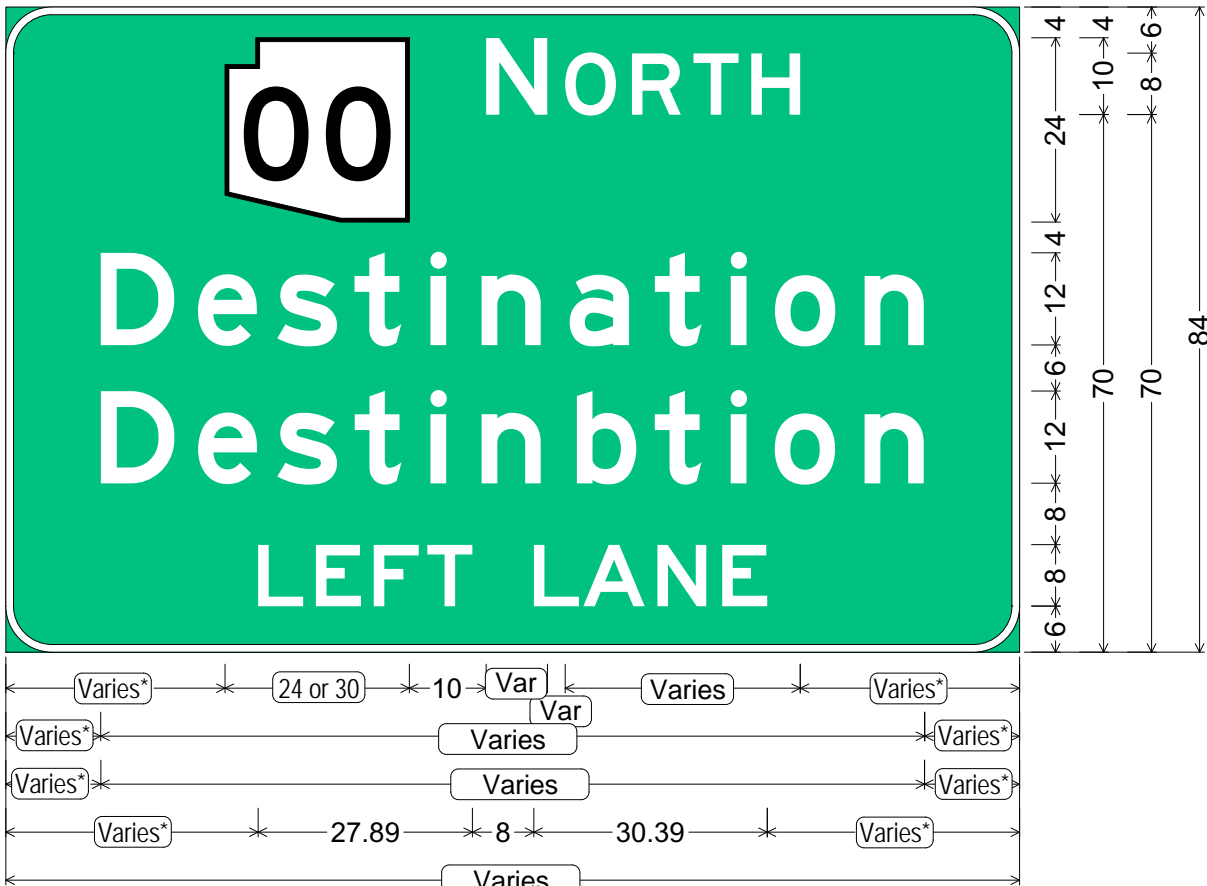 00 NORTH
Destination
Destinbtion
LEFT LANE
4 24 4 12 6 12 8 8 6
4 10 70
6 8 70
84
Varies* 24 or 30 10 Var Var Varies Varies*
Varies* Varies Varies*
Varies* Varies Varies*
Varies* 27.89 8 30.39 Varies*
Varies